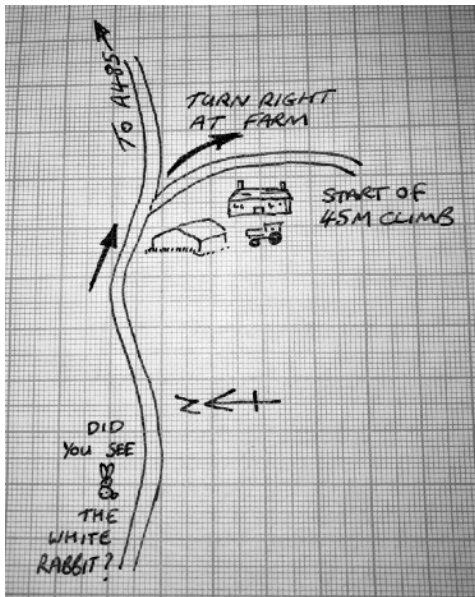 TO A485
TURN RIGHT
AT FARM
START OF
45M CLIMB
N
DID
YOU SEE
THE
WHITE
RABBIT?